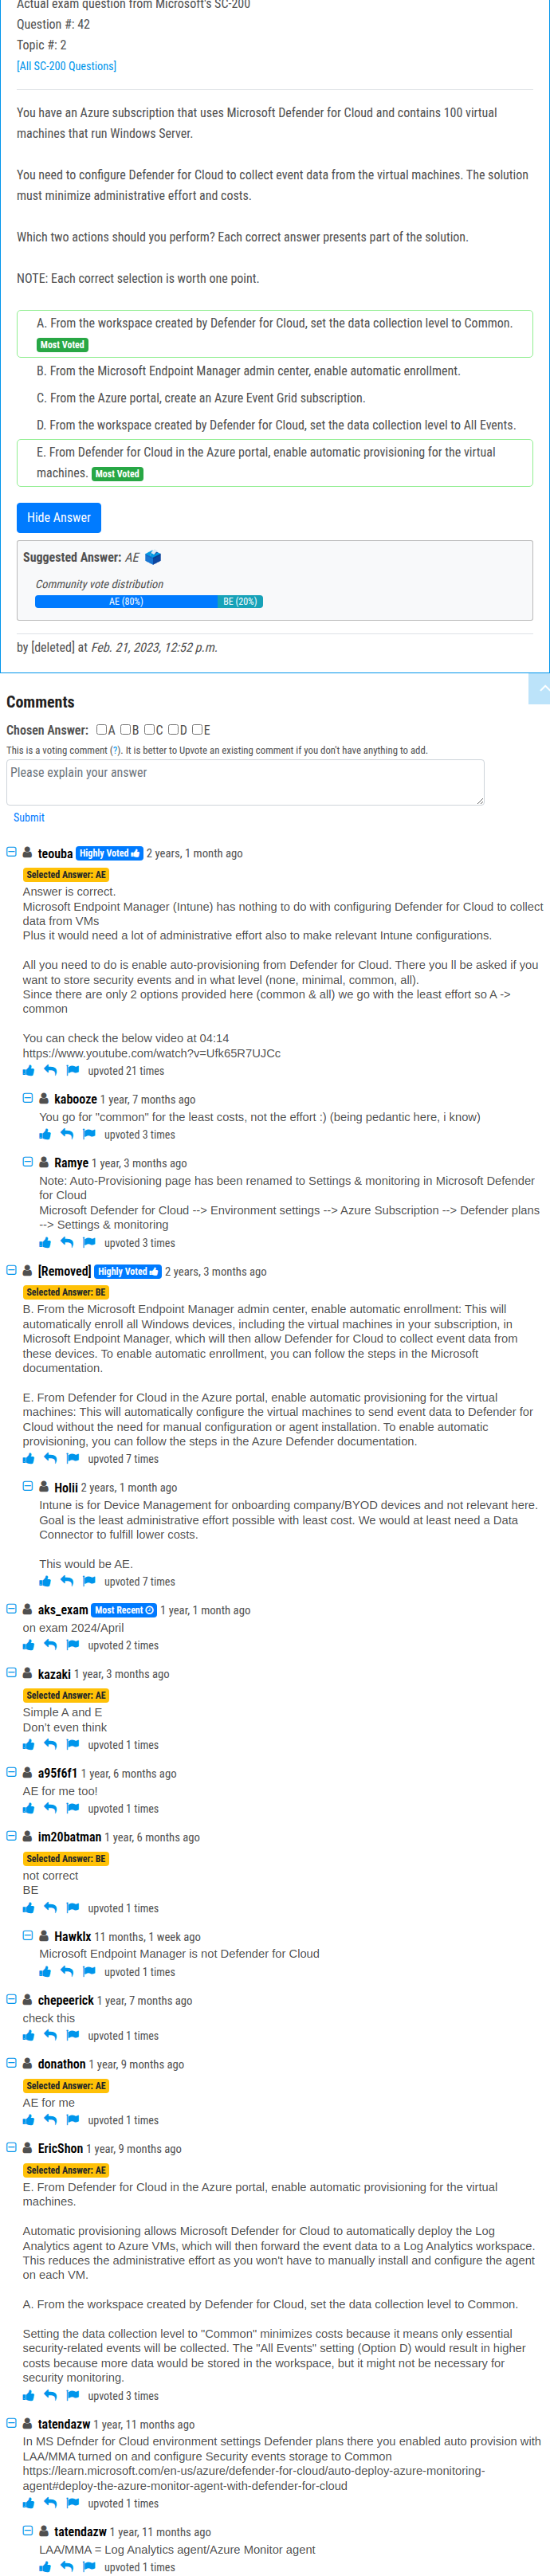 Actual exam question from Microsoft's SC-200
Question #: 42
Topic #: 2
[All SC-200 Questions]
You have an Azure subscription that uses Microsoft Defender for Cloud and contains 100 virtual
machines that run Windows Server.
You need to configure Defender for Cloud to collect event data from the virtual machines. The solution
must minimize administrative effort and costs.
Which two actions should you perform? Each correct answer presents part of the solution.
NOTE: Each correct selection is worth one point.
A. From the workspace created by Defender for Cloud, set the data collection level to Common.
Most Voted
B. From the Microsoft Endpoint Manager admin center, enable automatic enrollment.
C. From the Azure portal, create an Azure Event Grid subscription.
D. From the workspace created by Defender for Cloud, set the data collection level to All Events.
E. From Defender for Cloud in the Azure portal, enable automatic provisioning for the virtual
machines. Most Voted
Hide Answer
Suggested Answer: AE
Community vote distribution
AE (80%) BE (20%)
by [deleted] at Feb. 21, 2023, 12:52 p.m.
Comments
Chosen Answer: A B C D E
This is a voting comment (?). It is better to Upvote an existing comment if you don't have anything to add.
Please explain your answer
Submit
teouba Highly Voted 2 years, 1 month ago
Selected Answer: AE
Answer is correct.
Microsoft Endpoint Manager (Intune) has nothing to do with configuring Defender for Cloud to collect
data from VMs
Plus it would need a lot of administrative effort also to make relevant Intune configurations.
All you need to do is enable auto-provisioning from Defender for Cloud. There you ll be asked if you
want to store security events and in what level (none, minimal, common, all).
Since there are only 2 options provided here (common & all) we go with the least effort so A ->
common
You can check the below video at 04:14
https://www.youtube.com/watch?v=Ufk65R7UJCc
upvoted 21 times
kabooze 1 year, 7 months ago
You go for "common" for the least costs, not the effort :) (being pedantic here, i know)
upvoted 3 times
Ramye 1 year, 3 months ago
Note: Auto-Provisioning page has been renamed to Settings & monitoring in Microsoft Defender
for Cloud
Microsoft Defender for Cloud --> Environment settings --> Azure Subscription --> Defender plans
--> Settings & monitoring
upvoted 3 times
[Removed] Highly Voted 2 years, 3 months ago
Selected Answer: BE
B. From the Microsoft Endpoint Manager admin center, enable automatic enrollment: This will
automatically enroll all Windows devices, including the virtual machines in your subscription, in
Microsoft Endpoint Manager, which will then allow Defender for Cloud to collect event data from
these devices. To enable automatic enrollment, you can follow the steps in the Microsoft
documentation.
E. From Defender for Cloud in the Azure portal, enable automatic provisioning for the virtual
machines: This will automatically configure the virtual machines to send event data to Defender for
Cloud without the need for manual configuration or agent installation. To enable automatic
provisioning, you can follow the steps in the Azure Defender documentation.
upvoted 7 times
Holii 2 years, 1 month ago
Intune is for Device Management for onboarding company/BYOD devices and not relevant here.
Goal is the least administrative effort possible with least cost. We would at least need a Data
Connector to fulfill lower costs.
This would be AE.
upvoted 7 times
aks_exam Most Recent 1 year, 1 month ago
on exam 2024/April
upvoted 2 times
kazaki 1 year, 3 months ago
Selected Answer: AE
Simple A and E
Don't even think
upvoted 1 times
a95f6f1 1 year, 6 months ago
AE for me too!
upvoted 1 times
im20batman 1 year, 6 months ago
Selected Answer: BE
not correct
BE
upvoted 1 times
Hawklx 11 months, 1 week ago
Microsoft Endpoint Manager is not Defender for Cloud
upvoted 1 times
chepeerick 1 year, 7 months ago
check this
upvoted 1 times
donathon 1 year, 9 months ago
Selected Answer: AE
AE for me
upvoted 1 times
EricShon 1 year, 9 months ago
Selected Answer: AE
E. From Defender for Cloud in the Azure portal, enable automatic provisioning for the virtual
machines.
Automatic provisioning allows Microsoft Defender for Cloud to automatically deploy the Log
Analytics agent to Azure VMs, which will then forward the event data to a Log Analytics workspace.
This reduces the administrative effort as you won't have to manually install and configure the agent
on each VM.
A. From the workspace created by Defender for Cloud, set the data collection level to Common.
Setting the data collection level to "Common" minimizes costs because it means only essential
security-related events will be collected. The "All Events" setting (Option D) would result in higher
costs because more data would be stored in the workspace, but it might not be necessary for
security monitoring.
upvoted 3 times
tatendazw 1 year, 11 months ago
In MS Defnder for Cloud environment settings Defender plans there you enabled auto provision with
LAA/MMA turned on and configure Security events storage to Common
https://learn.microsoft.com/en-us/azure/defender-for-cloud/auto-deploy-azure-monitoring-
agent#deploy-the-azure-monitor-agent-with-defender-for-cloud
upvoted 1 times
tatendazw 1 year, 11 months ago
LAA/MMA = Log Analytics agent/Azure Monitor agent
upvoted 1 times